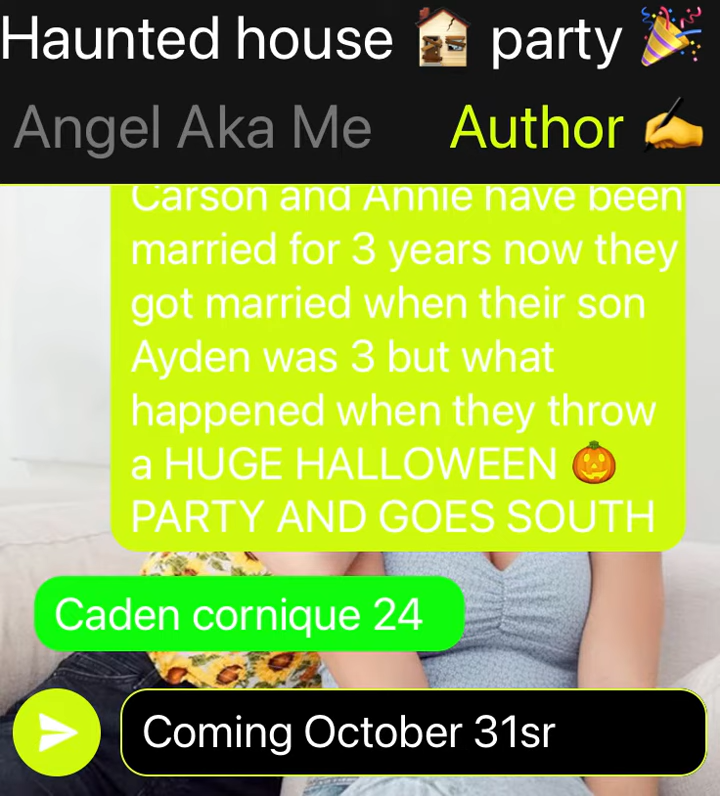 Haunted house 🏚️ party 🎉
Angel Aka Me Author ✍️
Carson and Annie have been
married for 3 years now they
got married when their son
Ayden was 3 but what
happened when they throw
a HUGE HALLOWEEN 🎃
PARTY AND GOES SOUTH
Caden cornique 24
Coming October 31sr